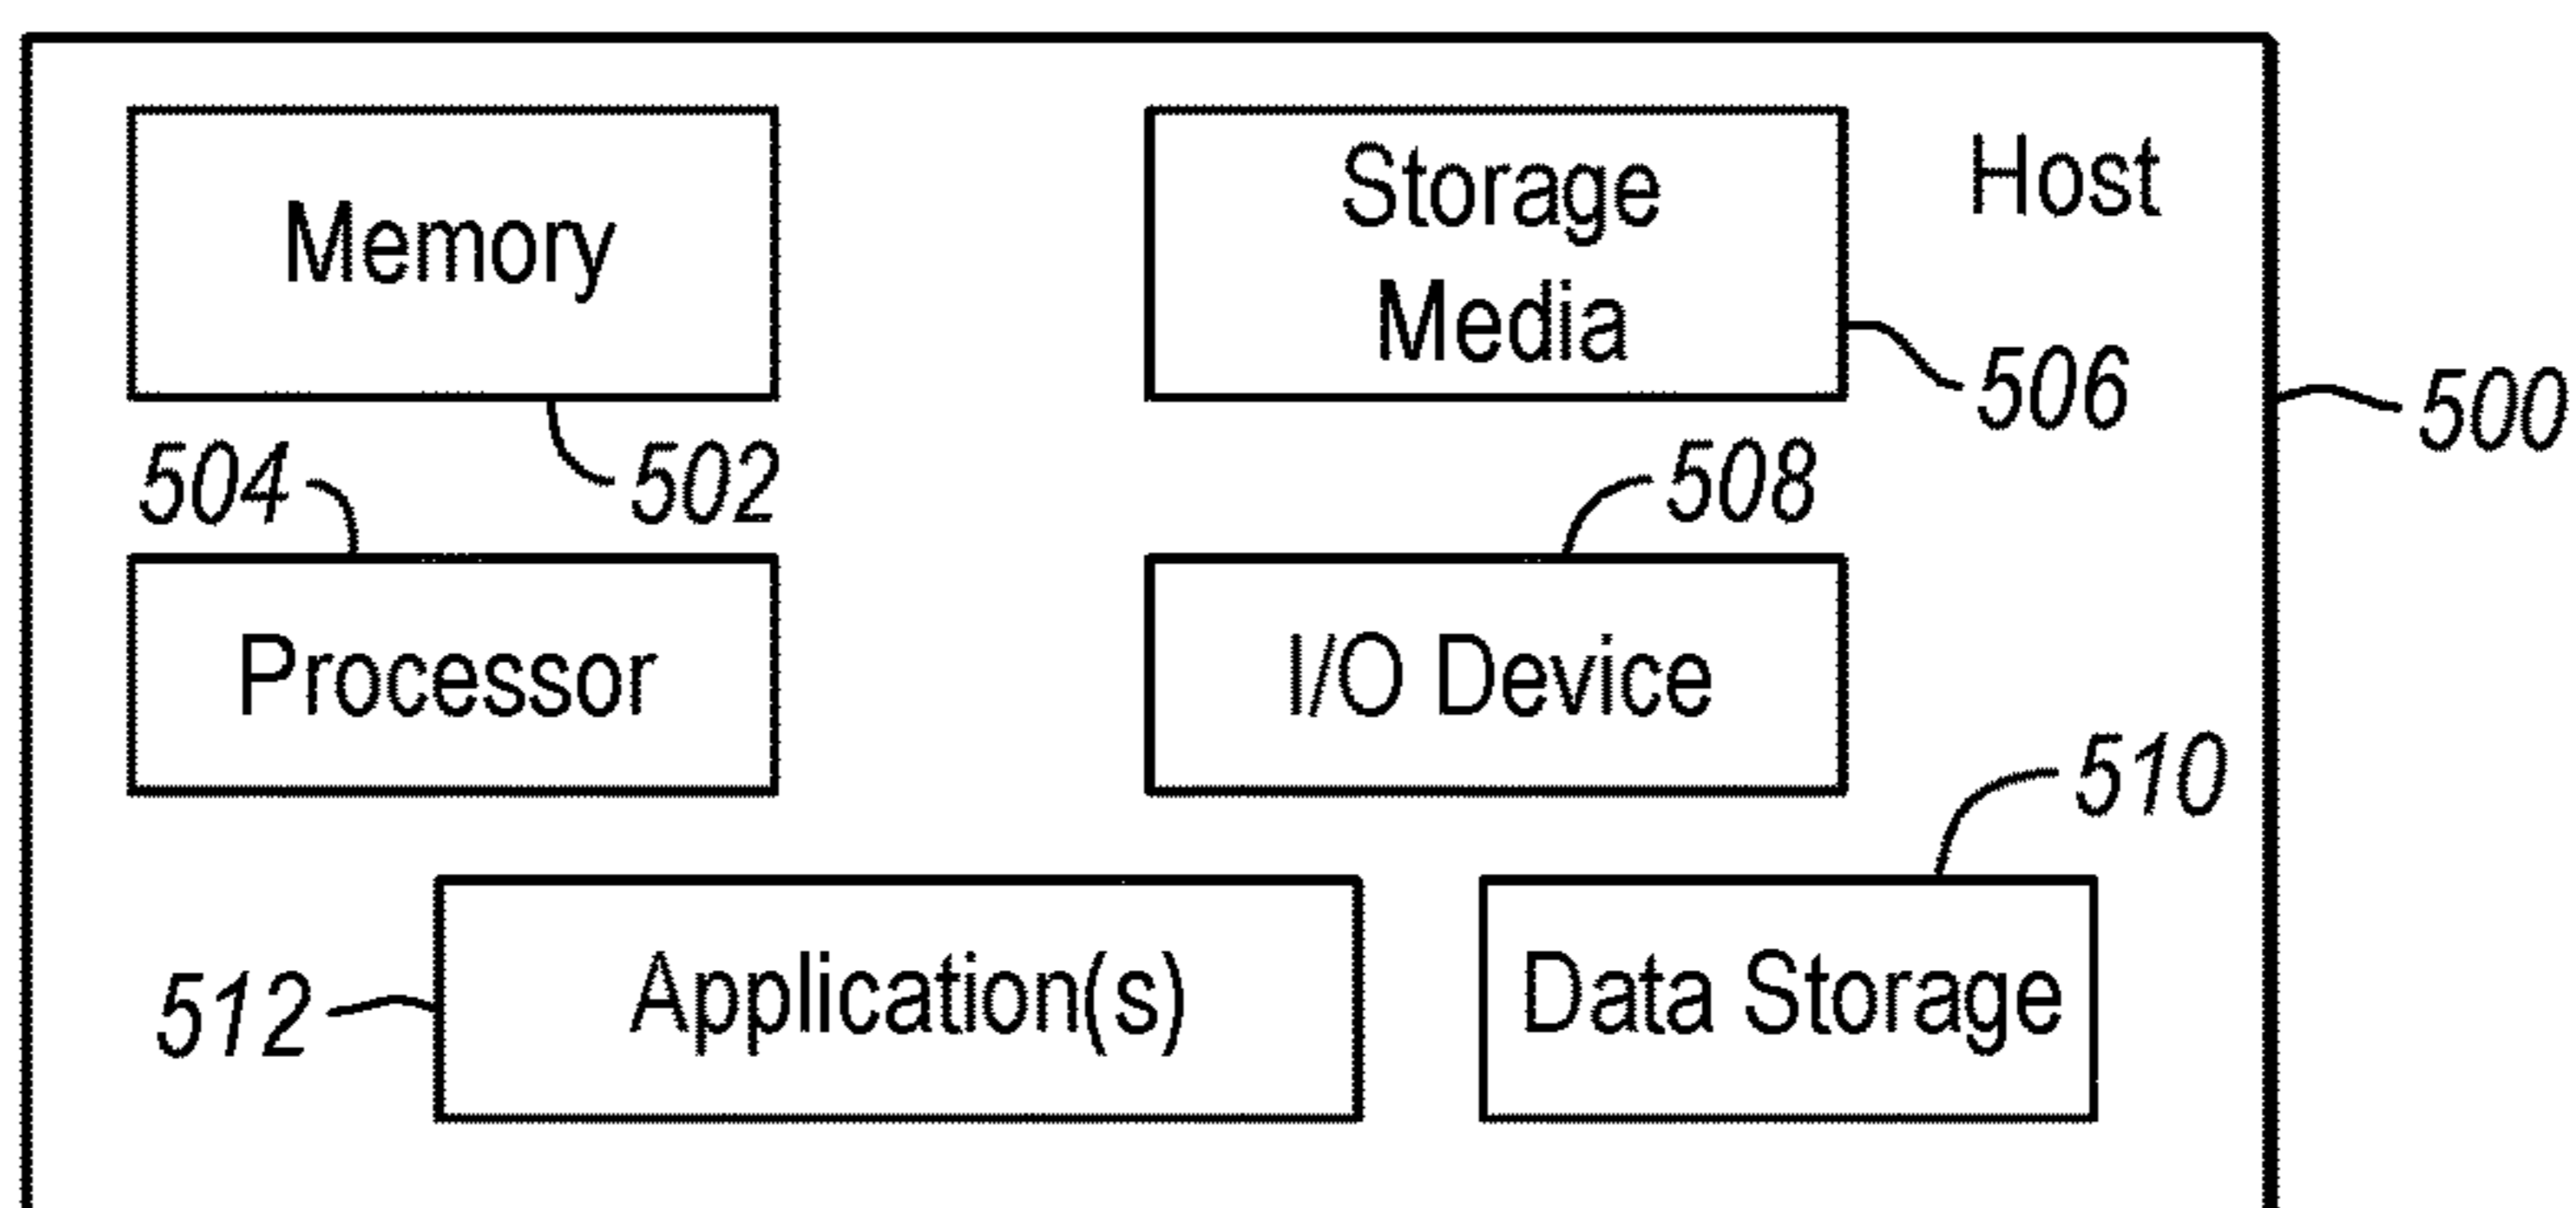 Memory
Storage
Media
Host
506
500
504
502
508
Processor
I/O Device
510
512
Application(s)
Data Storage